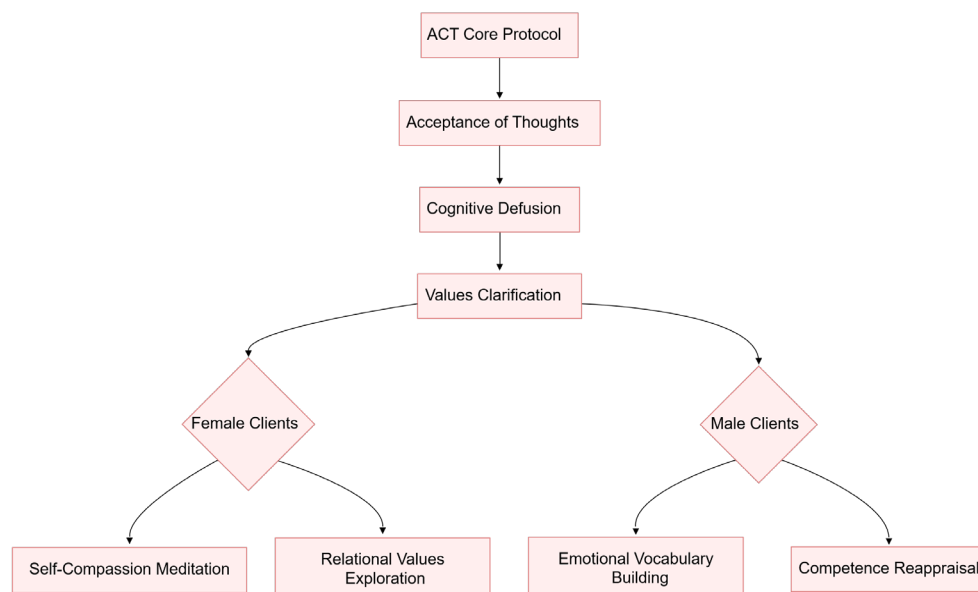 ACT Core Protocol
Acceptance of Thoughts
Cognitive Defusion
Values Clarification
Female Clients
Male Clients
Self-Compassion Meditation
Relational Values
Exploration
Emotional Vocabulary
Building
Competence Reappraisal